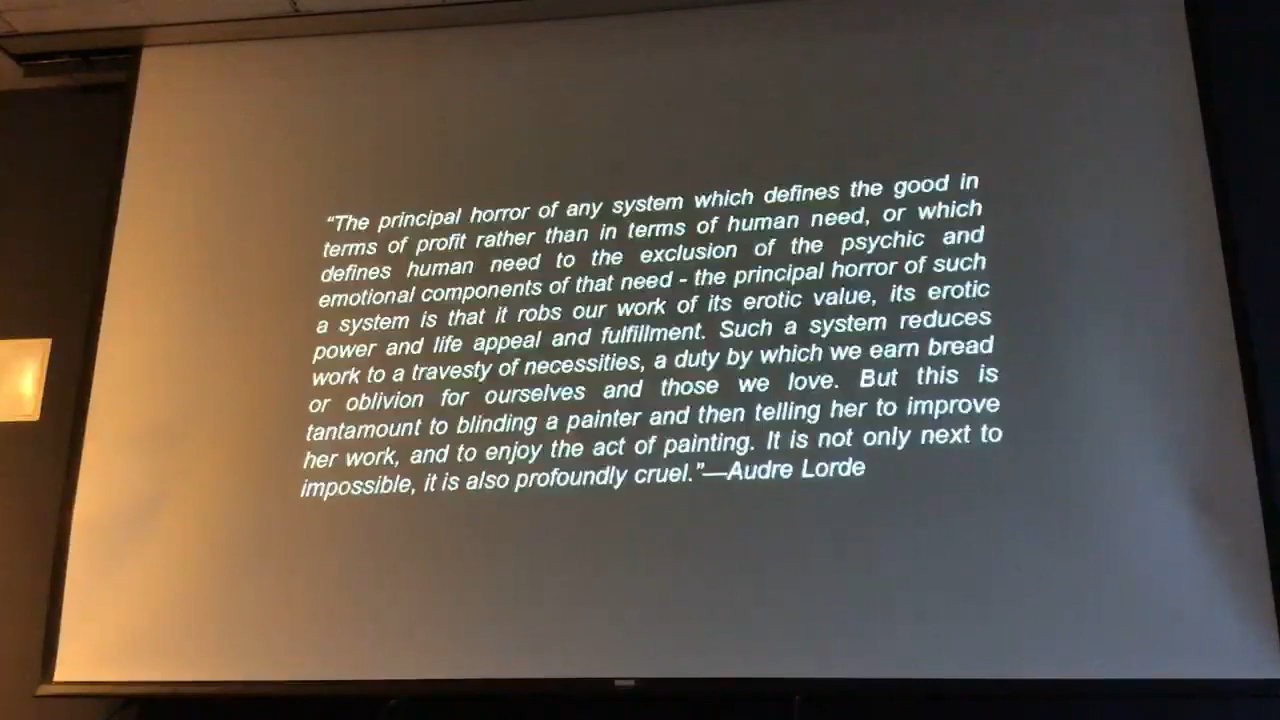 “The principal horror of any system which defines the good in
terms of profit rather than in terms of human need, or which
defines human need to the exclusion of the psychic and
emotional components of that need - the principal horror of such
a system is that it robs our work of its erotic value, its erotic
power and life appeal and fulfillment. Such a system reduces
work to a travesty of necessities, a duty by which we earn bread
or oblivion for ourselves and those we love. But this is
tantamount to blinding a painter and then telling her to improve
her work, and to enjoy the act of painting. It is not only next to
impossible, it is also profoundly cruel.”—Audre Lorde